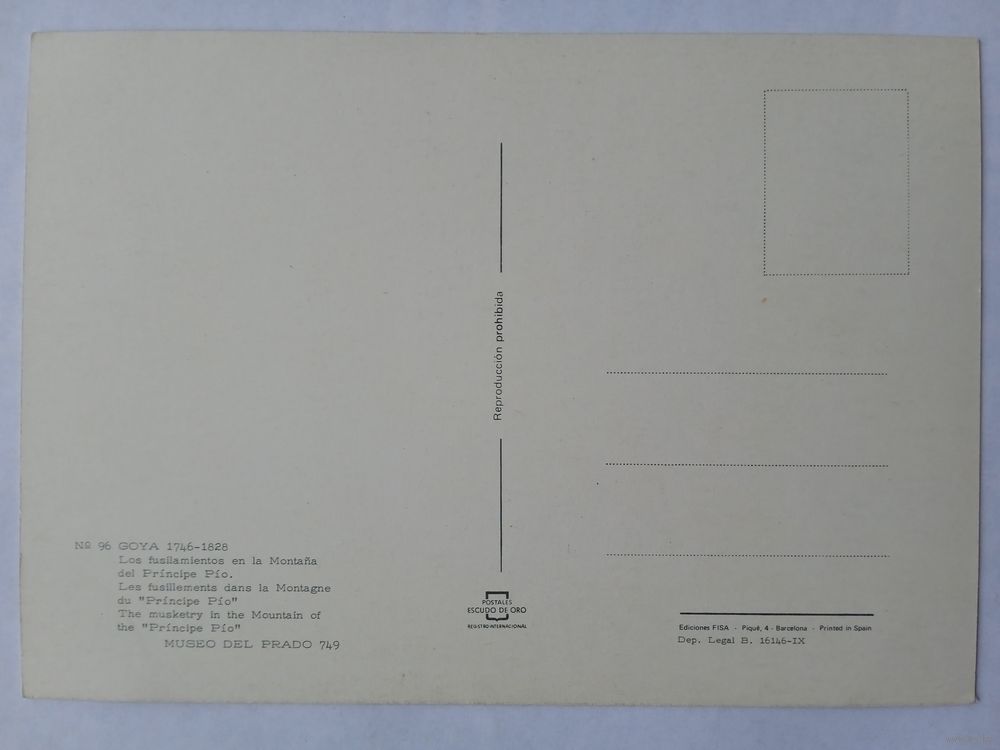 Nº 96 GOYA 1746-1828
Los fusilamientos en la Montaña
del Príncipe Pío.
Les fusillements dans la Montagne
du "Príncipe Pío"
The musketry in the Mountain of
the "Príncipe Pío"
MUSEO DEL PRADO 749
Reproducción prohibida
POSTALES
ESCUDO DE ORO
REGISTRO INTERNACIONAL
Ediciones FISA - Piqué, 4 - Barcelona - Printed in Spain
Dep. Legal B. 16146-IX